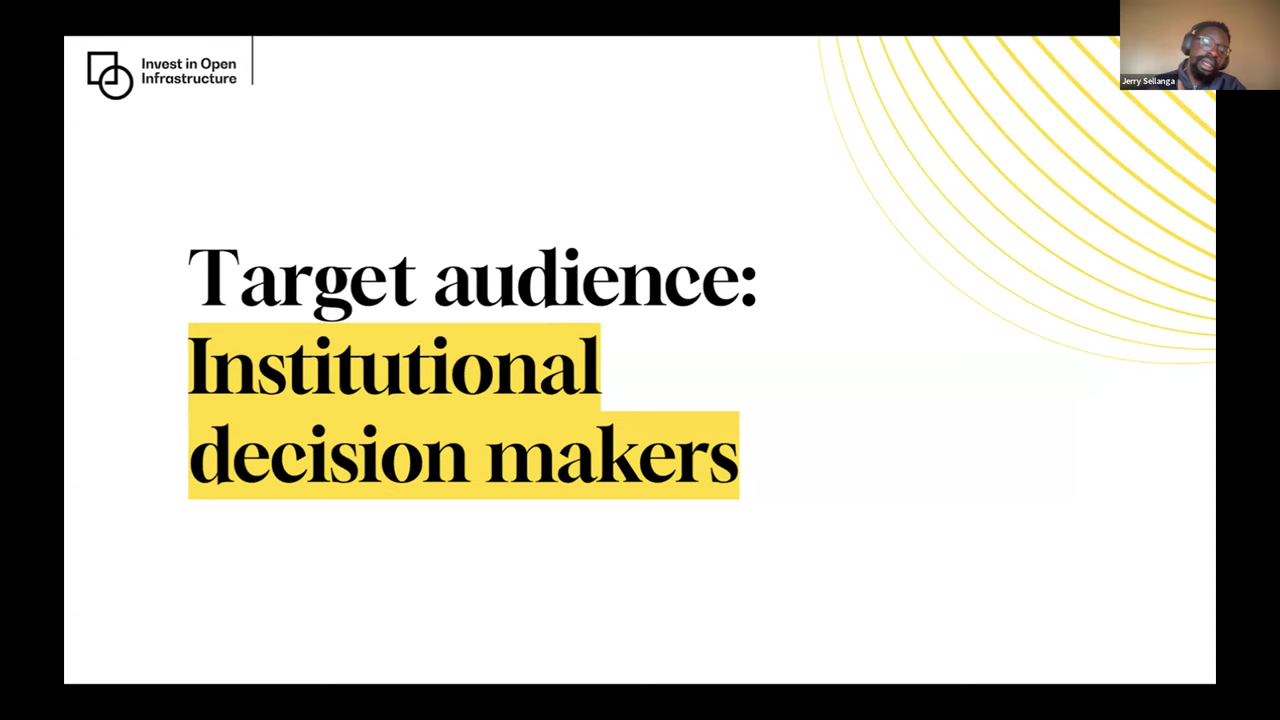 Invest in Open
Infrastructure
Jerry Sellanga
Target audience:
Institutional
decision makers